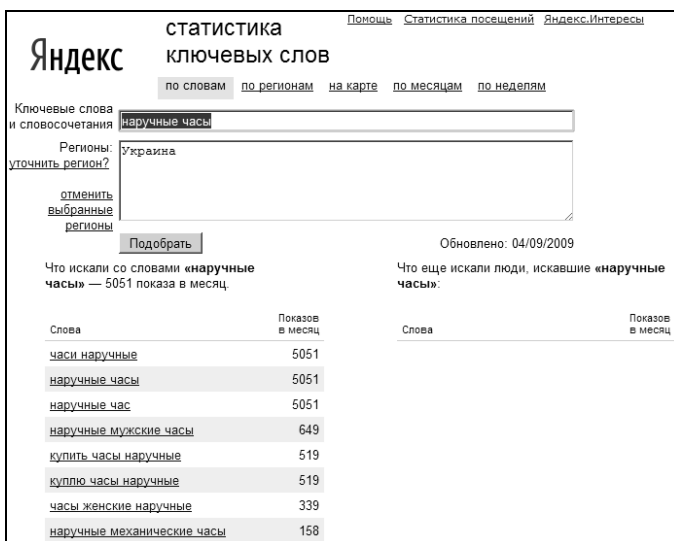 Помощь Статистика посещений Яндекс.Интересы
Яндекс
статистика
ключевых слов
по словам по регионам на карте по месяцам по неделям
Ключевые слова
и словосочетания
наручные часы
Регионы:
уточнить регион?
Украина
отменить
выбранные
регионы
Подобрать
Обновлено: 04/09/2009
Что искали со словами «наручные
часы» — 5051 показа в месяц.
Что еще искали люди, искавшие «наручные
часы»:
Слова Показов
в месяц
Слова Показов
в месяц
часи наручные 5051
наручные часы 5051
наручные час 5051
наручные мужские часы 649
купить часы наручные 519
куплю часы наручные 519
часы женские наручные 339
наручные механические часы 158